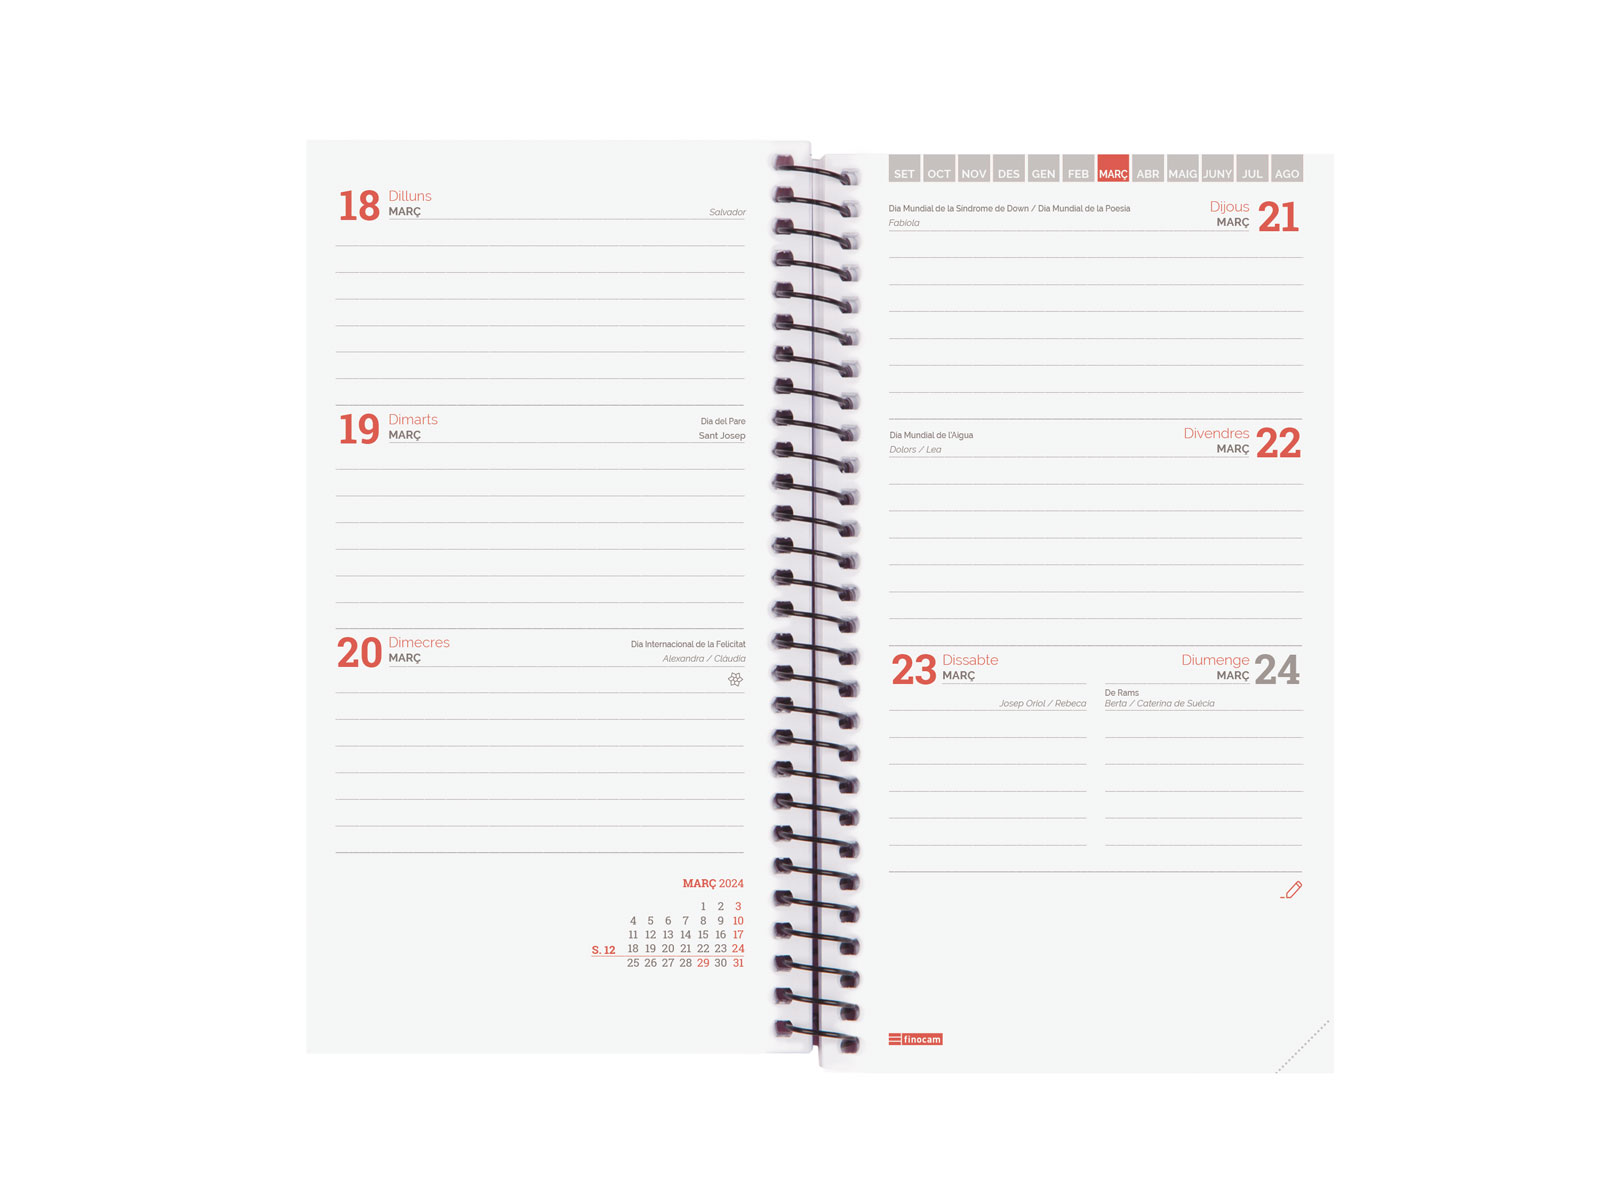 18 Dilluns
MARÇ
Salvador
19 Dimarts
MARÇ
Dia del Pare
Sant Josep
20 Dimecres
MARÇ
Dia Internacional de la Felicitat
Alexandra / Clàudia
MARÇ 2024
1 2 3
4 5 6 7 8 9 10
11 12 13 14 15 16 17
S. 12 18 19 20 21 22 23 24
25 26 27 28 29 30 31
SET OCT NOV DES GEN FEB MARÇ ABR MAIG JUNY JUL AGO
Dia Mundial de la Síndrome de Down / Dia Mundial de la Poesia
Fabiola
Dijous 21
MARÇ
Dia Mundial de l'Aigua
Dolors / Lea
Divendres 22
MARÇ
23 Dissabte
MARÇ
Josep Oriol / Rebeca
Diumenge 24
MARÇ
De Rams
Berta / Caterina de Suècia
finocam